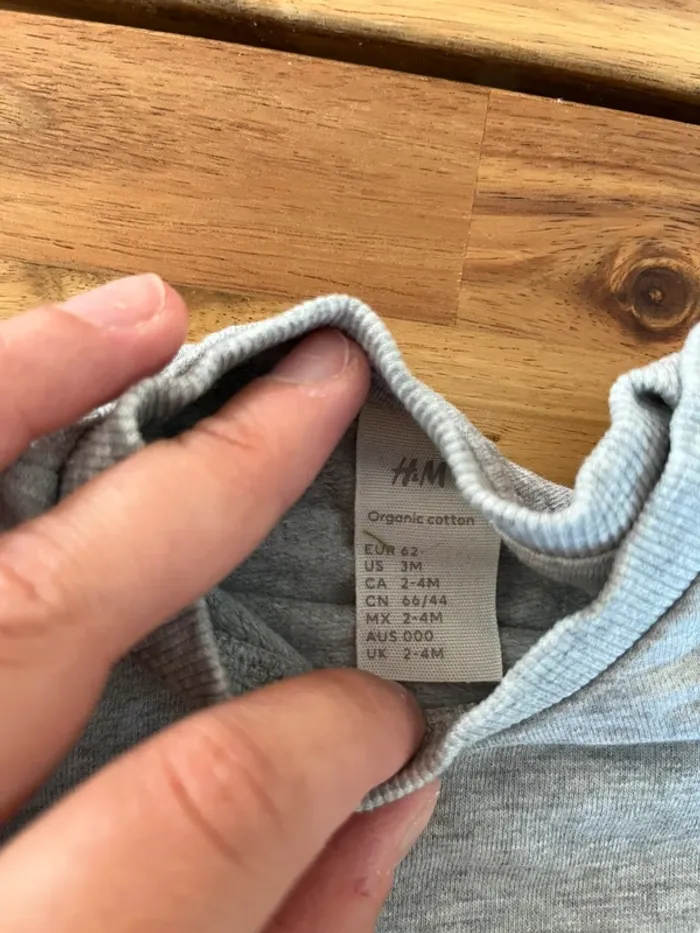 H&M
Organic cotton
EUR 62-
US 3M
CA 2-4M
CN 66/44
MX 2-4M
AUS 000
UK 2-4M